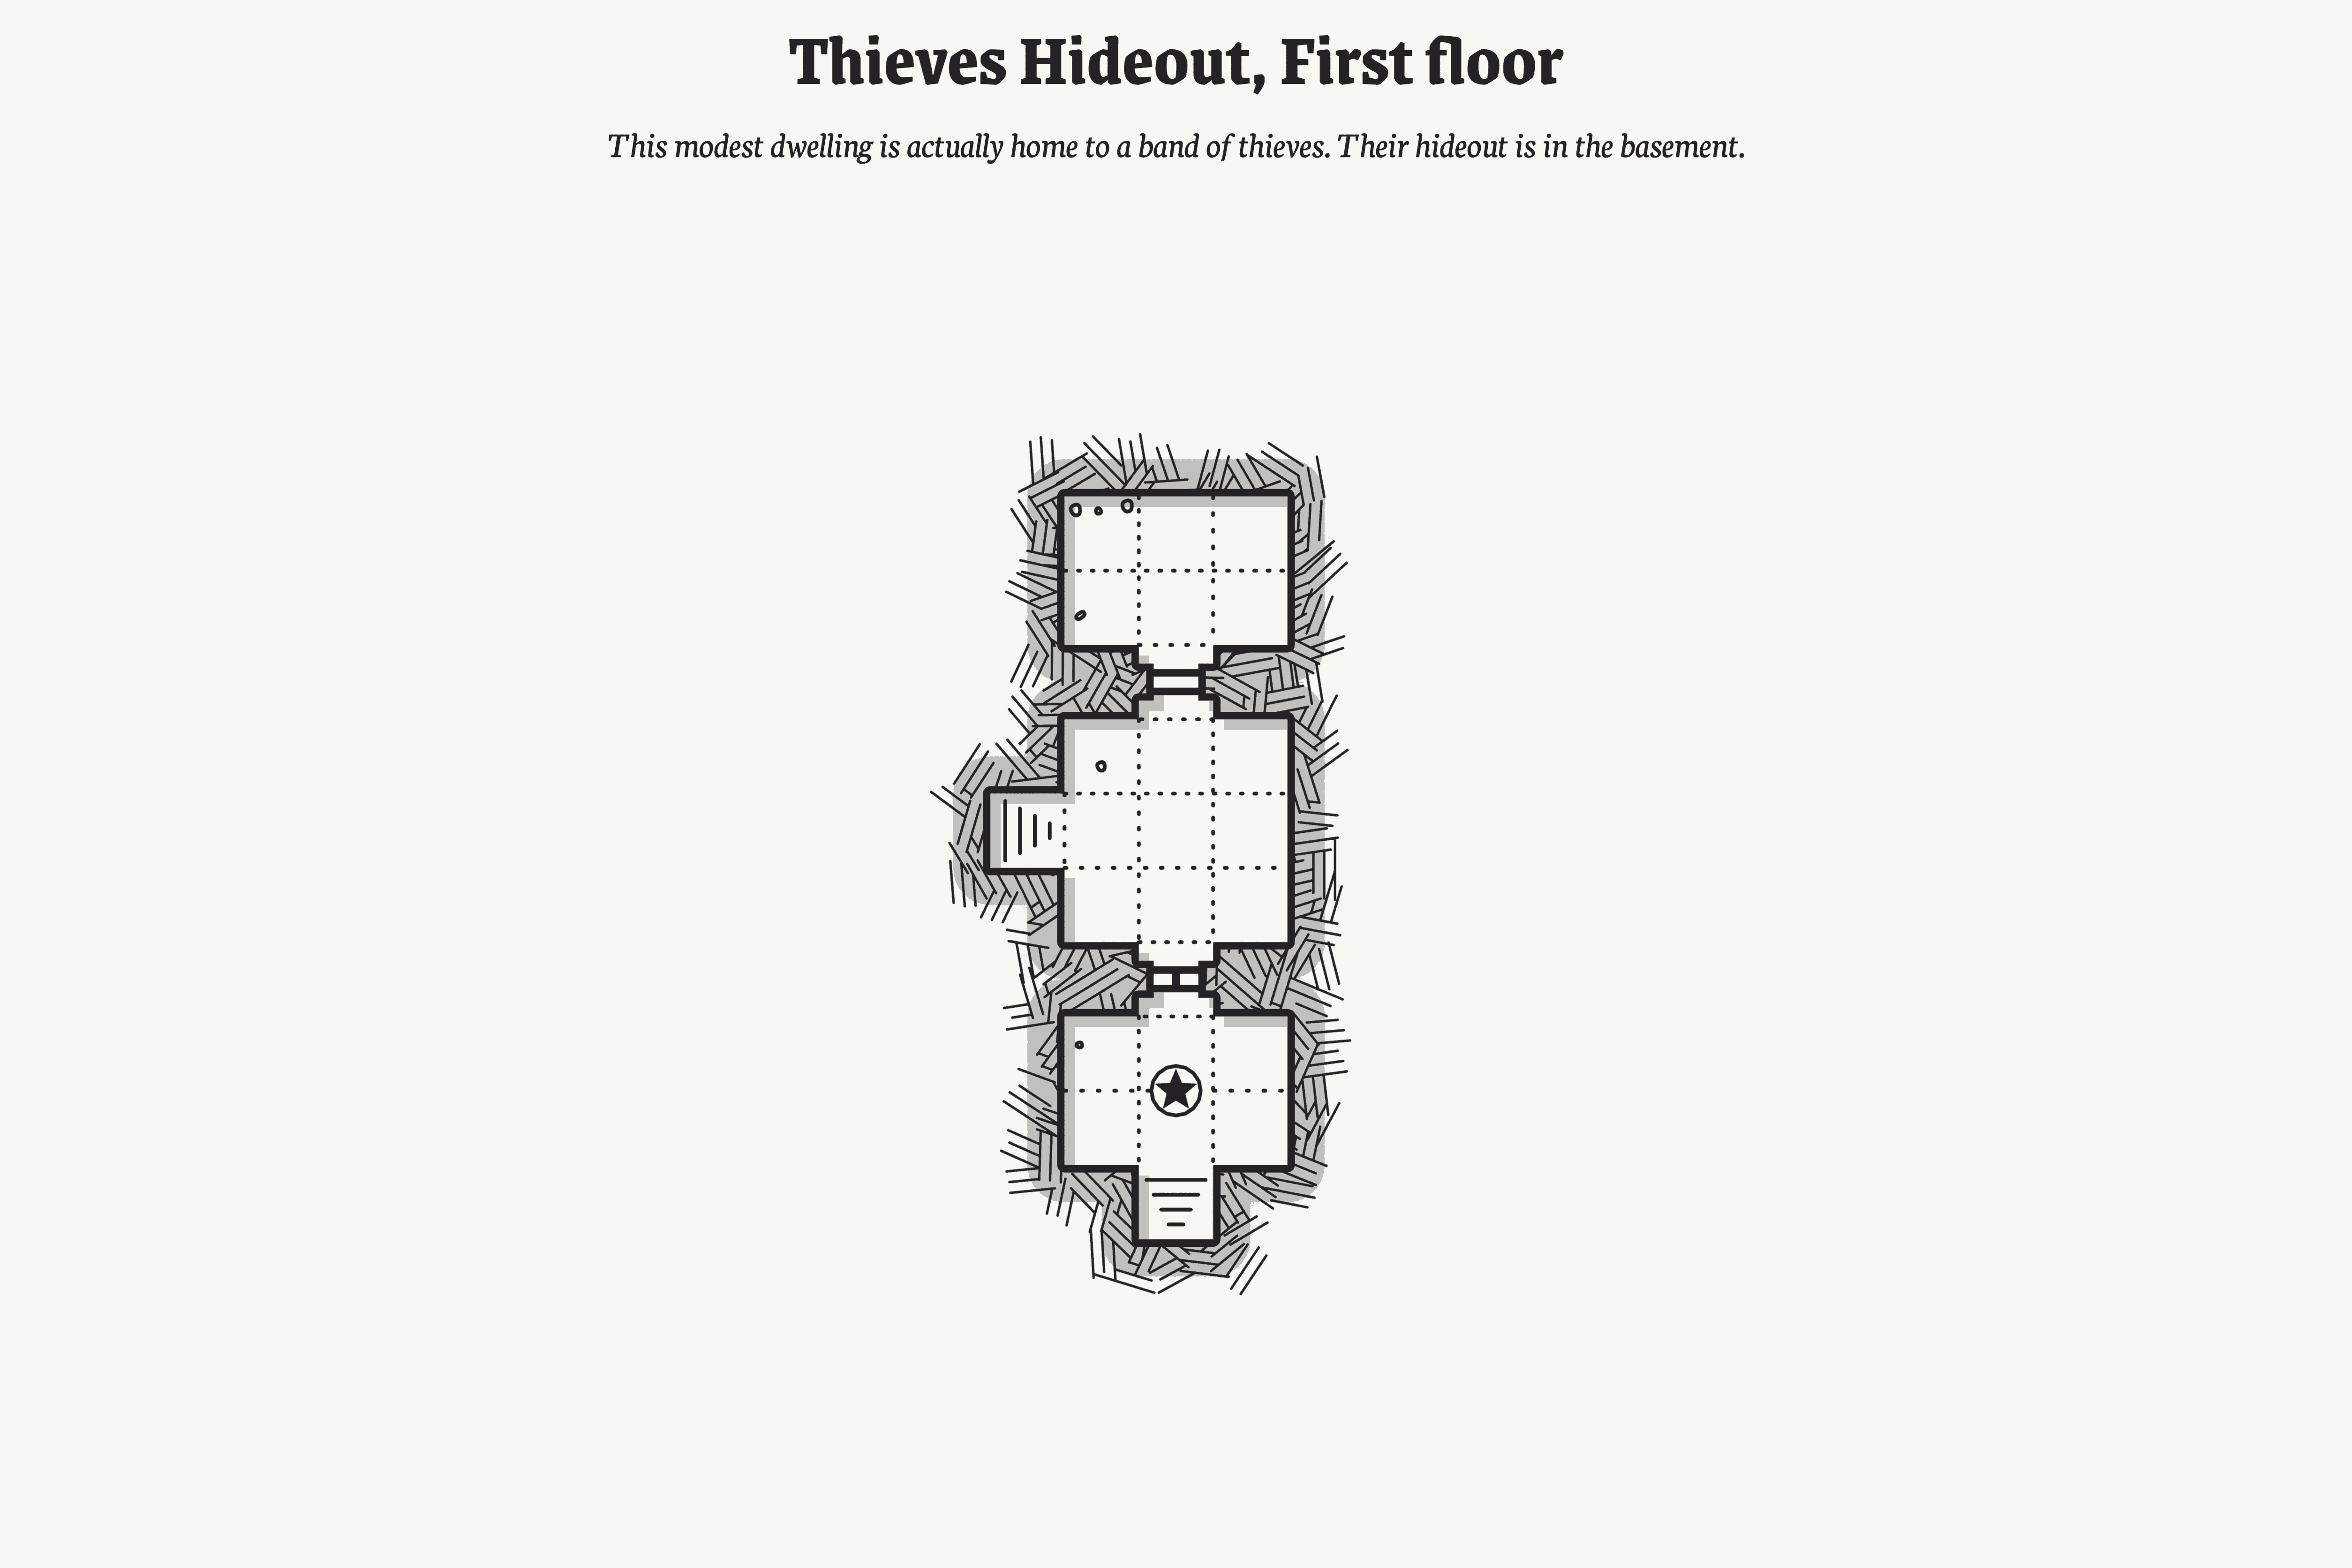 Thieves Hideout, First floor
This modest dwelling is actually home to a band of thieves. Their hideout is in the basement.